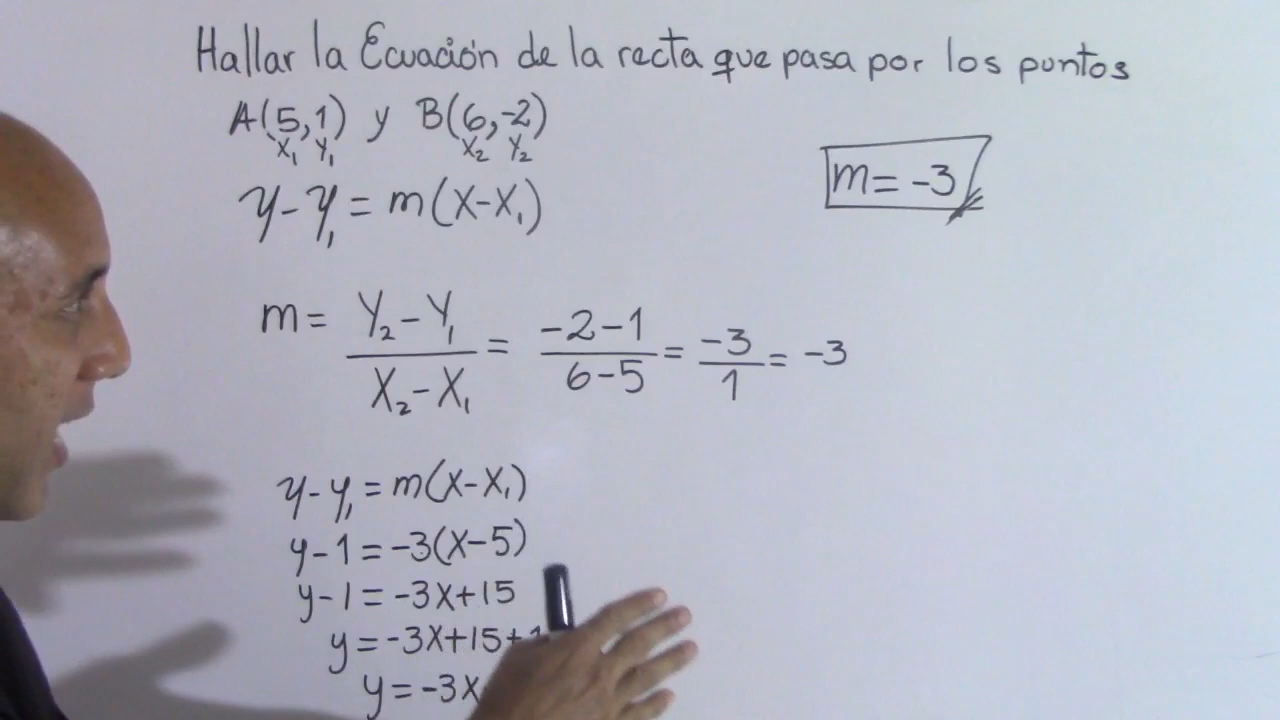 Hallar la Ecuación de la recta que pasa por los puntos
A(5,1) y B(6,-2)
X₁ Y₁ X₂ Y₂
m = -3
y - y₁ = m(X - X₁)
m = Y₂ - Y₁ / X₂ - X₁ = -2 - 1 / 6 - 5 = -3 / 1 = -3
y - y₁ = m(X - X₁)
y - 1 = -3(X - 5)
y - 1 = -3X + 15
y = -3X + 15 +
y = -3X